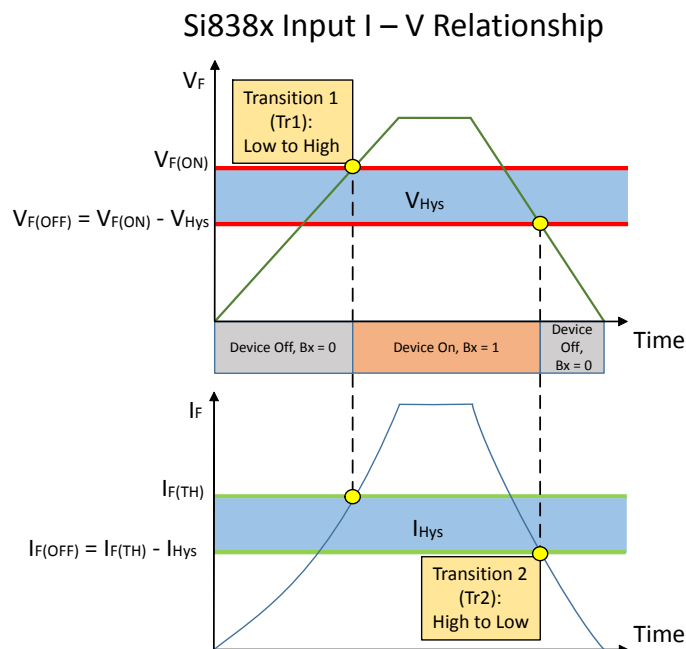 Si838x Input I – V Relationship
VF
Transition 1
(Tr1):
Low to High
VF(ON)
VHys
VF(OFF) = VF(ON) - VHys
Device Off, Bx = 0
Device On, Bx = 1
Device
Off,
Bx = 0
Time
IF
IF(TH)
IHys
IF(OFF) = IF(TH) - IHys
Transition 2
(Tr2):
High to Low
Time